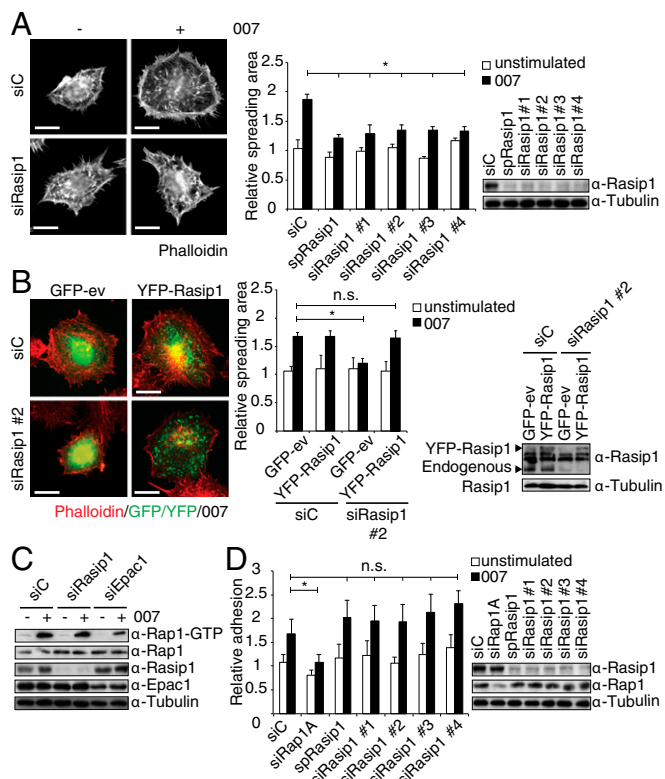 A
- + 007
siC
siRasip1
Phalloidin
Relative spreading area
2.5
2
1.5
1
0.5
0
unstimulated
007
*
siC
spRasip1
siRasip1 #1
siRasip1 #2
siRasip1 #3
siRasip1 #4
siC
spRasip1
siRasip1#1
siRasip1#2
siRasip1#3
siRasip1#4
α-Rasip1
α-Tubulin
B
GFP-ev YFP-Rasip1
siC
siRasip1 #2
Phalloidin/GFP/YFP/007
Relative spreading area
2.5
2
1.5
1
0.5
0
n.s.
*
unstimulated
007
GFP-ev
YFP-Rasip1
GFP-ev
YFP-Rasip1
siC
siRasip1
#2
siC
siRasip1 #2
GFP-ev
YFP-Rasip1
GFP-ev
YFP-Rasip1
YFP-Rasip1
Endogenous
Rasip1
α-Rasip1
α-Tubulin
C
siC
siRasip1
siEpac1
- + - + - + 007
α-Rap1-GTP
α-Rap1
α-Rasip1
α-Epac1
α-Tubulin
D
unstimulated
007
Relative adhesion
3
2.5
2
1.5
1
0.5
0
n.s.
*
siC
siRap1A
spRasip1
siRasip1 #1
siRasip1 #2
siRasip1 #3
siRasip1 #4
siC
siRap1A
spRasip1
siRasip1#1
siRasip1#2
siRasip1#3
siRasip1#4
α-Rasip1
α-Rap1
α-Tubulin